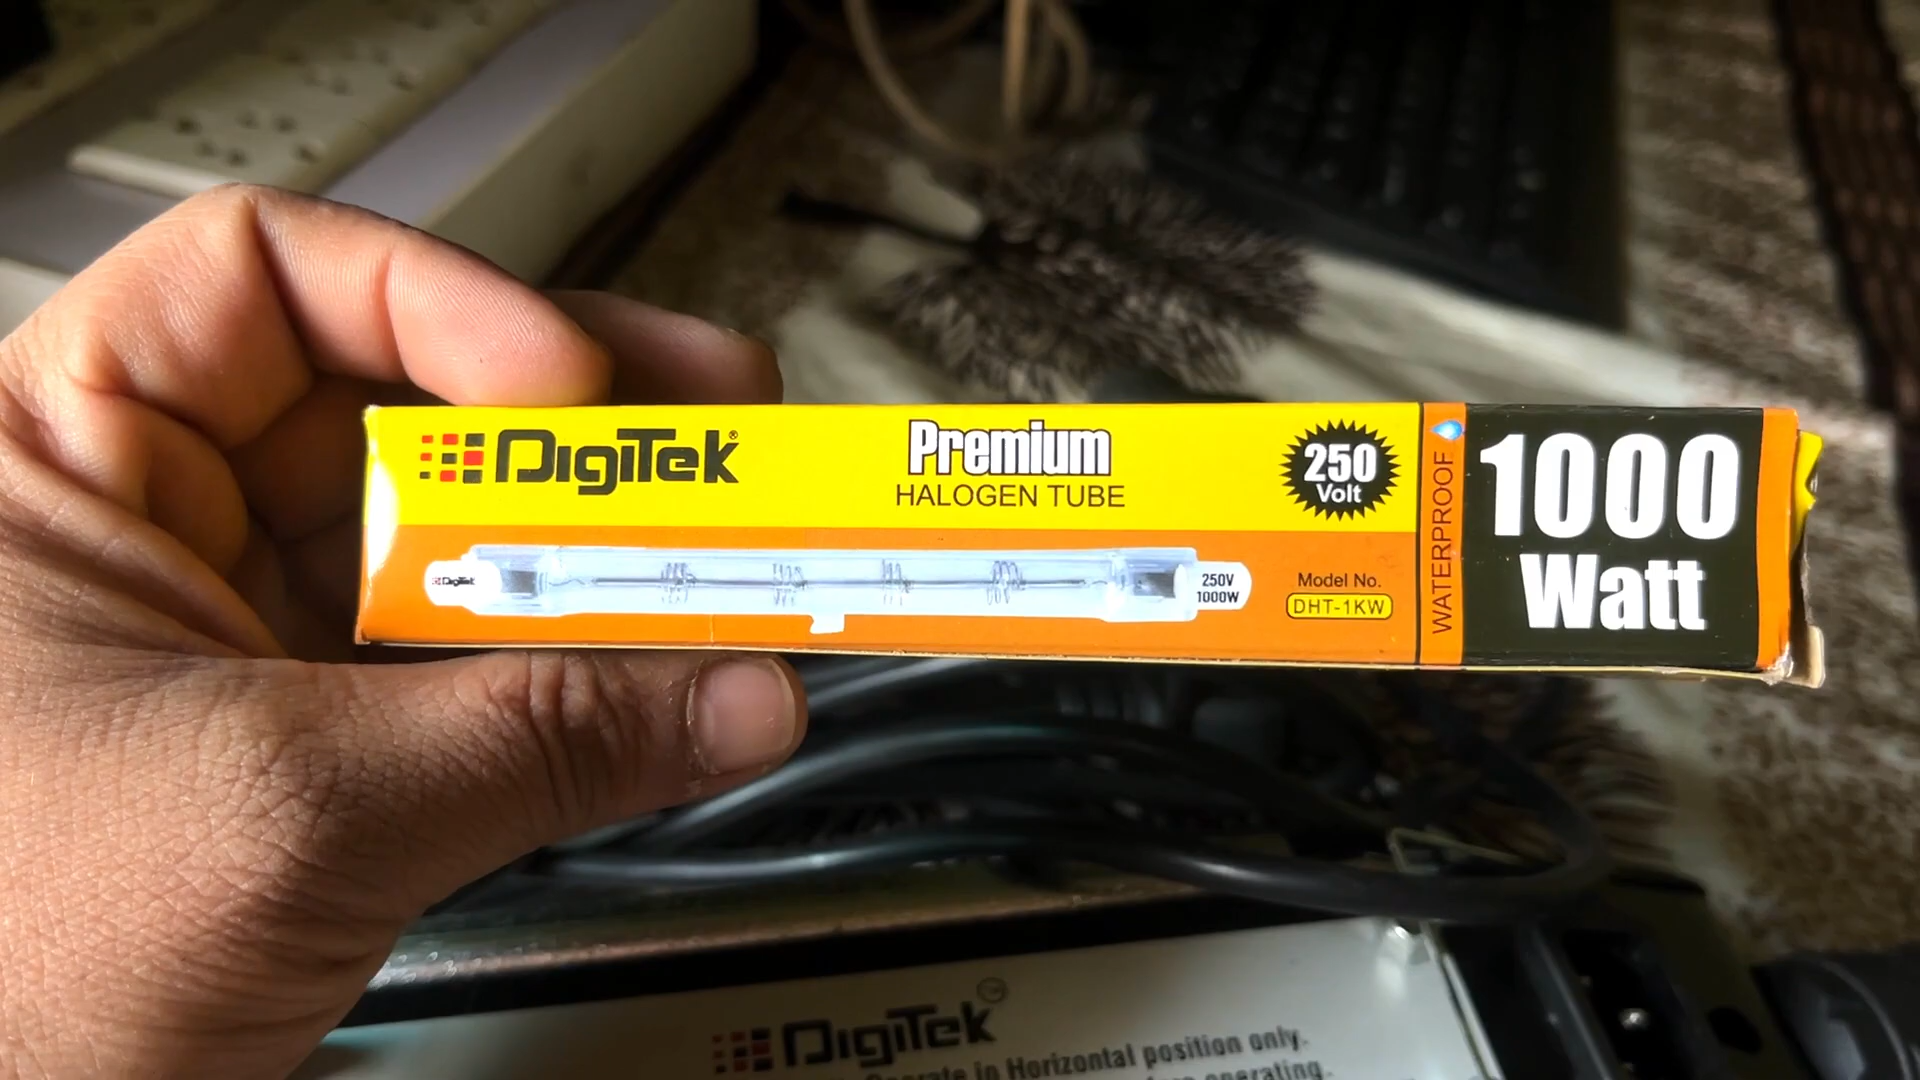 DigiTek®
Premium
HALOGEN TUBE
250
Volt
WATERPROOF
1000
Watt
DigiTek
250V
1000W
Model No.
DHT-1KW
DigiTek
Operate in Horizontal position only.
operating.